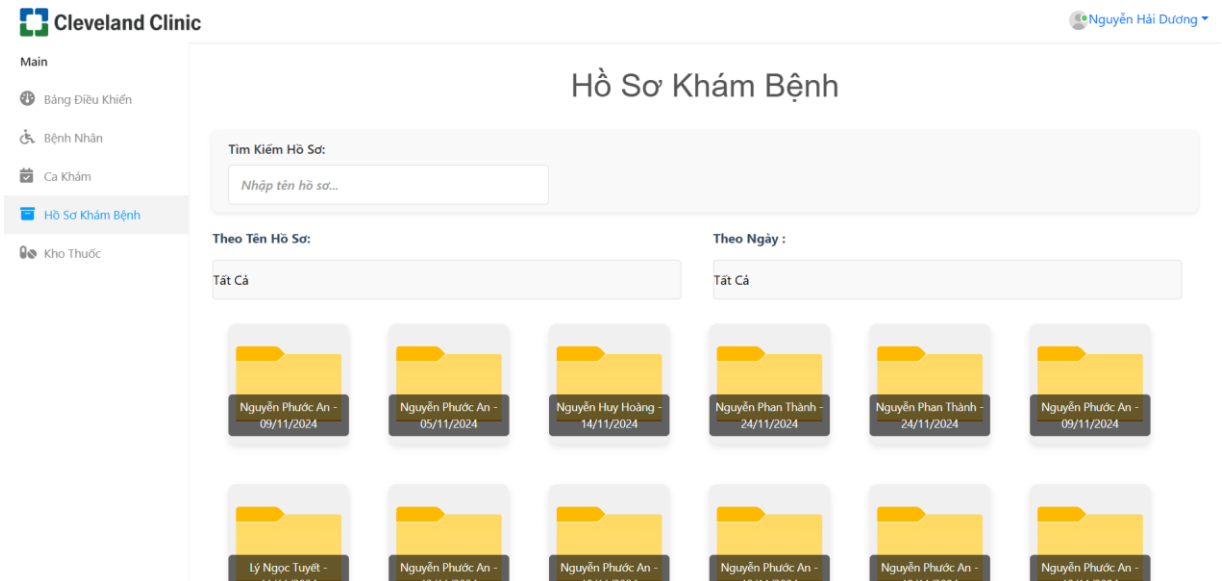 Cleveland Clinic
Nguyễn Hải Dương
Main
Bảng Điều Khiển
Bệnh Nhân
Ca Khám
Hồ Sơ Khám Bệnh
Kho Thuốc
Hồ Sơ Khám Bệnh
Tìm Kiếm Hồ Sơ:
Nhập tên hồ sơ...
Theo Tên Hồ Sơ:
Theo Ngày :
Tất Cả
Tất Cả
Nguyễn Phước An -
09/11/2024
Nguyễn Phước An -
05/11/2024
Nguyễn Huy Hoàng -
14/11/2024
Nguyễn Phan Thành -
24/11/2024
Nguyễn Phan Thành -
24/11/2024
Nguyễn Phước An -
09/11/2024
Lý Ngọc Tuyết -
Nguyễn Phước An -
Nguyễn Phước An -
Nguyễn Phước An -
Nguyễn Phước An -
Nguyễn Phước An -